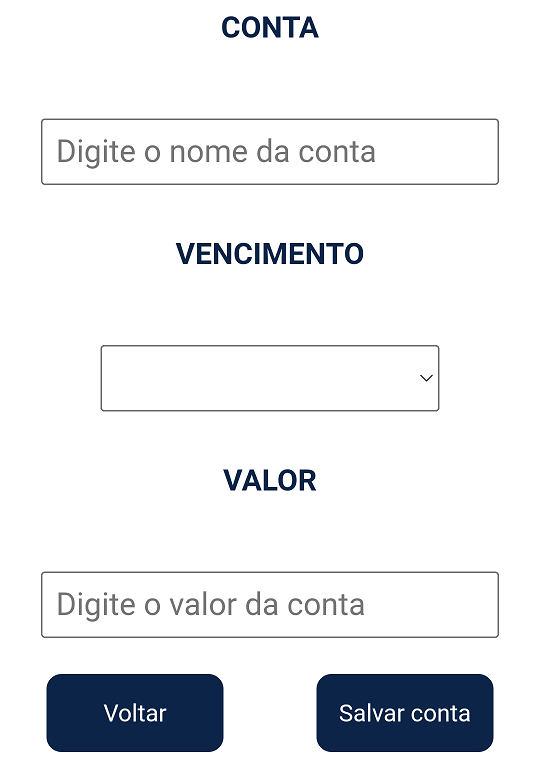 CONTA
Digite o nome da conta
VENCIMENTO
VALOR
Digite o valor da conta
Voltar
Salvar conta